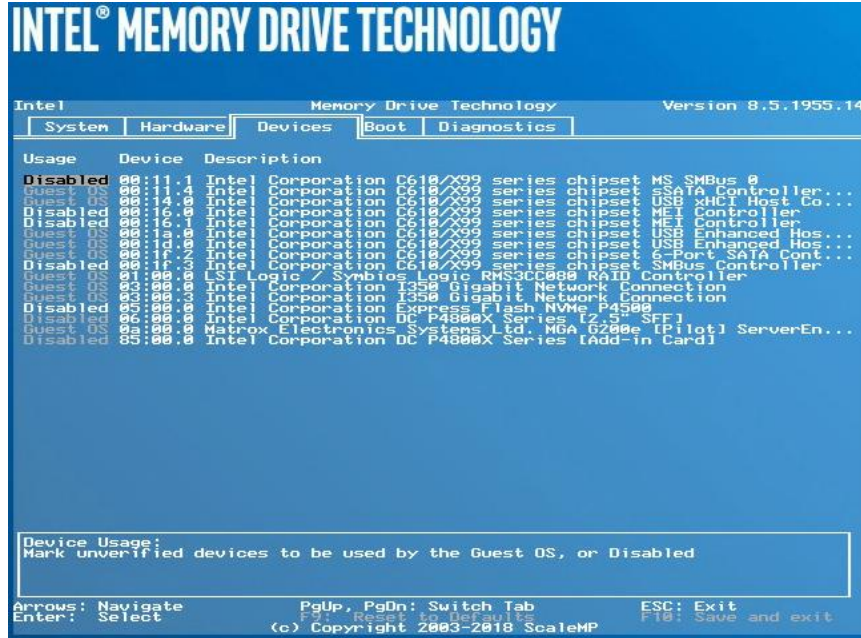 INTEL® MEMORY DRIVE TECHNOLOGY
Intel Memory Drive Technology Version 8.5.1955.14
System Hardware Devices Boot Diagnostics
Usage Device Description
Disabled 00:11.1 Intel Corporation C610/X99 series chipset MS SMBus 0
Guest OS 00:11.4 Intel Corporation C610/X99 series chipset sSATA Controller...
Guest OS 00:14.0 Intel Corporation C610/X99 series chipset USB xHCI Host Co...
Disabled 00:16.0 Intel Corporation C610/X99 series chipset MEI Controller
Disabled 00:16.1 Intel Corporation C610/X99 series chipset MEI Controller
Guest OS 00:1a.0 Intel Corporation C610/X99 series chipset USB Enhanced Hos...
Guest OS 00:1d.0 Intel Corporation C610/X99 series chipset USB Enhanced Hos...
Guest OS 00:1f.2 Intel Corporation C610/X99 series chipset 6-Port SATA Cont...
Disabled 00:1f.3 Intel Corporation C610/X99 series chipset SMBus Controller
Guest OS 01:00.0 LSI Logic / Symbios Logic RMS3CC080 RAID Controller
Guest OS 03:00.0 Intel Corporation I350 Gigabit Network Connection
Guest OS 03:00.3 Intel Corporation I350 Gigabit Network Connection
Disabled 05:00.0 Intel Corporation Express Flash NVMe P4500
Disabled 06:00.0 Intel Corporation DC P4800X Series [2.5" SFF]
Guest OS 0a:00.0 Matrox Electronics Systems Ltd. MGA G200e [Pilot] ServerEn...
Disabled 85:00.0 Intel Corporation DC P4800X Series [Add-in Card]
Device Usage:
Mark unverified devices to be used by the Guest OS, or Disabled
Arrows: Navigate PgUp, PgDn: Switch Tab ESC: Exit
Enter: Select F9: Reset to Defaults F10: Save and exit
(c) Copyright 2003-2018 ScaleMP